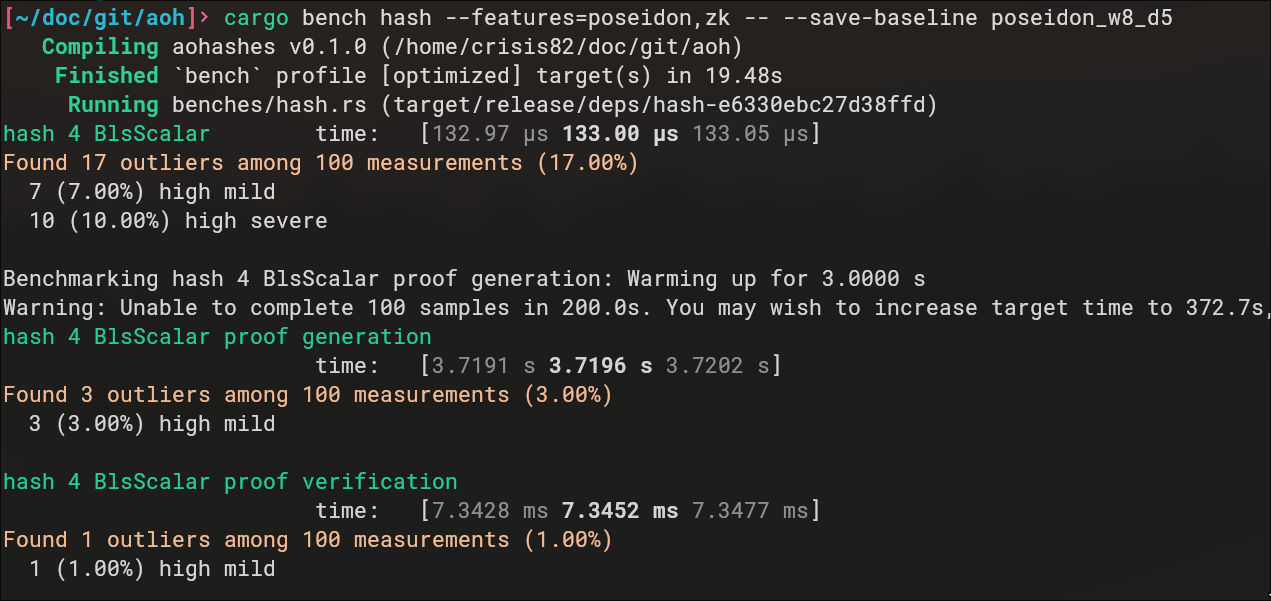 [~/doc/git/aoh]› cargo bench hash --features=poseidon,zk -- --save-baseline poseidon_w8_d5
Compiling aohashes v0.1.0 (/home/crisis82/doc/git/aoh)
Finished `bench` profile [optimized] target(s) in 19.48s
Running benches/hash.rs (target/release/deps/hash-e6330ebc27d38ffd)
hash 4 BlsScalar time: [132.97 µs 133.00 µs 133.05 µs]
Found 17 outliers among 100 measurements (17.00%)
7 (7.00%) high mild
10 (10.00%) high severe
Benchmarking hash 4 BlsScalar proof generation: Warming up for 3.0000 s
Warning: Unable to complete 100 samples in 200.0s. You may wish to increase target time to 372.7s,
hash 4 BlsScalar proof generation
time: [3.7191 s 3.7196 s 3.7202 s]
Found 3 outliers among 100 measurements (3.00%)
3 (3.00%) high mild
hash 4 BlsScalar proof verification
time: [7.3428 ms 7.3452 ms 7.3477 ms]
Found 1 outliers among 100 measurements (1.00%)
1 (1.00%) high mild